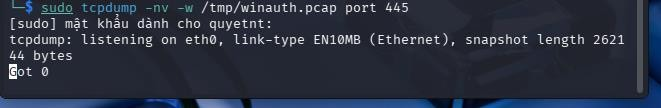 └─$ sudo tcpdump -nv -w /tmp/winauth.pcap port 445
[sudo] mật khẩu dành cho quyetnt:
tcpdump: listening on eth0, link-type EN10MB (Ethernet), snapshot length 2621
44 bytes
Got 0